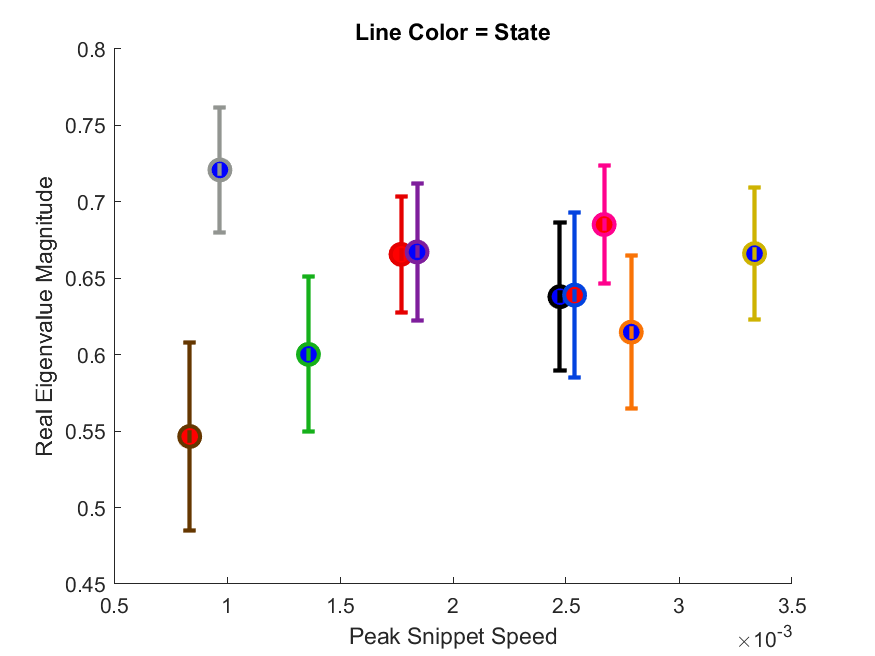 Line Color = State
0.8
0.75
0.7
0.65
0.6
0.55
0.5
0.45
Real Eigenvalue Magnitude
0.5 1 1.5 2 2.5 3 3.5
Peak Snippet Speed
×10-3